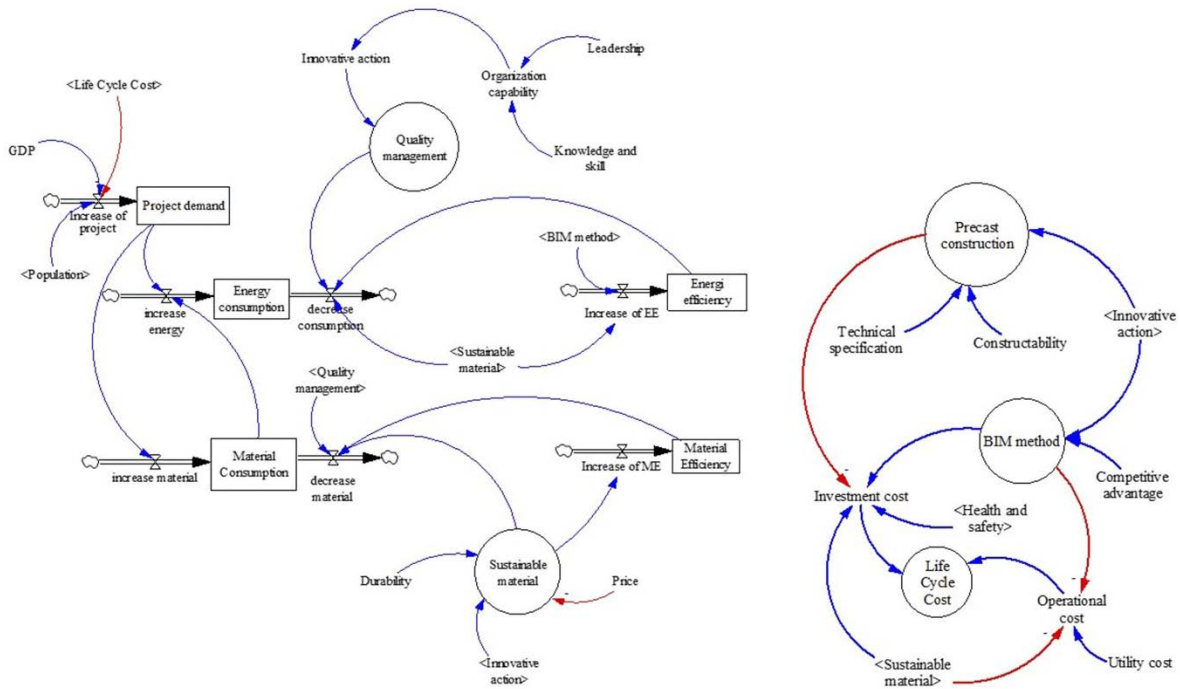 Innovative action
Leadership
Organization
capability
<Life Cycle Cost>
Quality
management
Knowledge and
skill
GDP
-
Increase of
project
Project demand
<Population>
<BIM method>
increase
energy
Energy
consumption
decrease
consumption
Increase of EE
Energi
efficiency
<Sustainable
material>
<Quality
management>
increase material
Material
Consumption
decrease
material
Increase of ME
Material
Efficiency
Durability
Sustainable
material
-
Price
<Innovative
action>
Precast
construction
Technical
specification
Constructability
<Innovative
action>
BIM method
Competitive
advantage
-
Investment cost
<Health and
safety>
Life
Cycle
Cost
-
Operational
cost
-
<Sustainable
material>
Utility cost